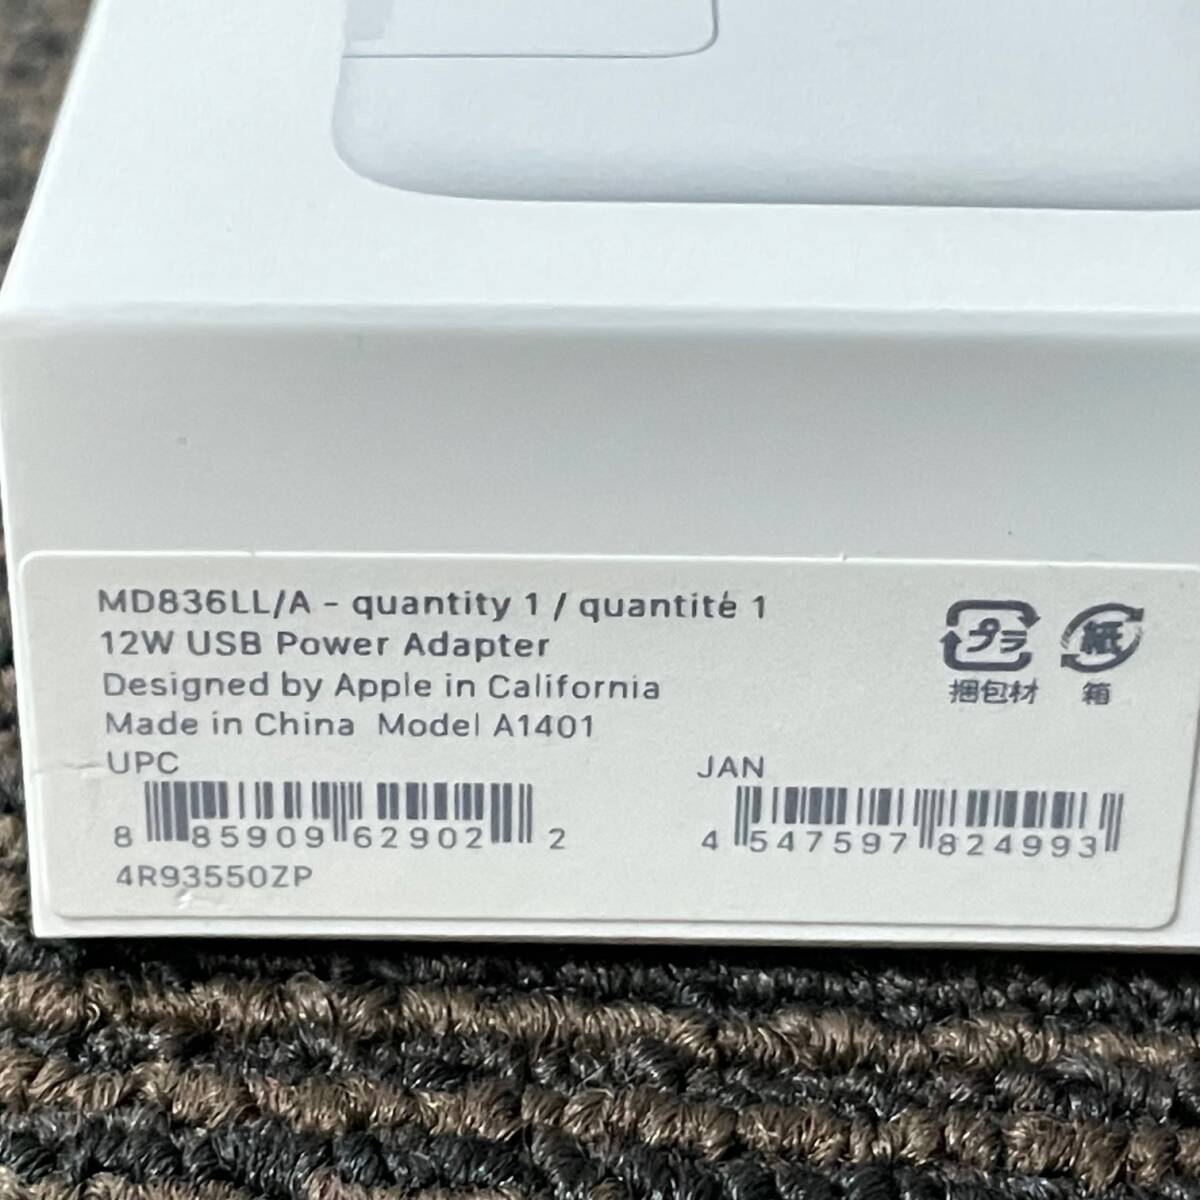 MD836LL/A - quantity 1 / quantité 1
12W USB Power Adapter
Designed by Apple in California
Made in China Model A1401
UPC
8 85909 62902 2
4R93550ZP
JAN
4 547597 824993
プラ
捆包材
紙
箱